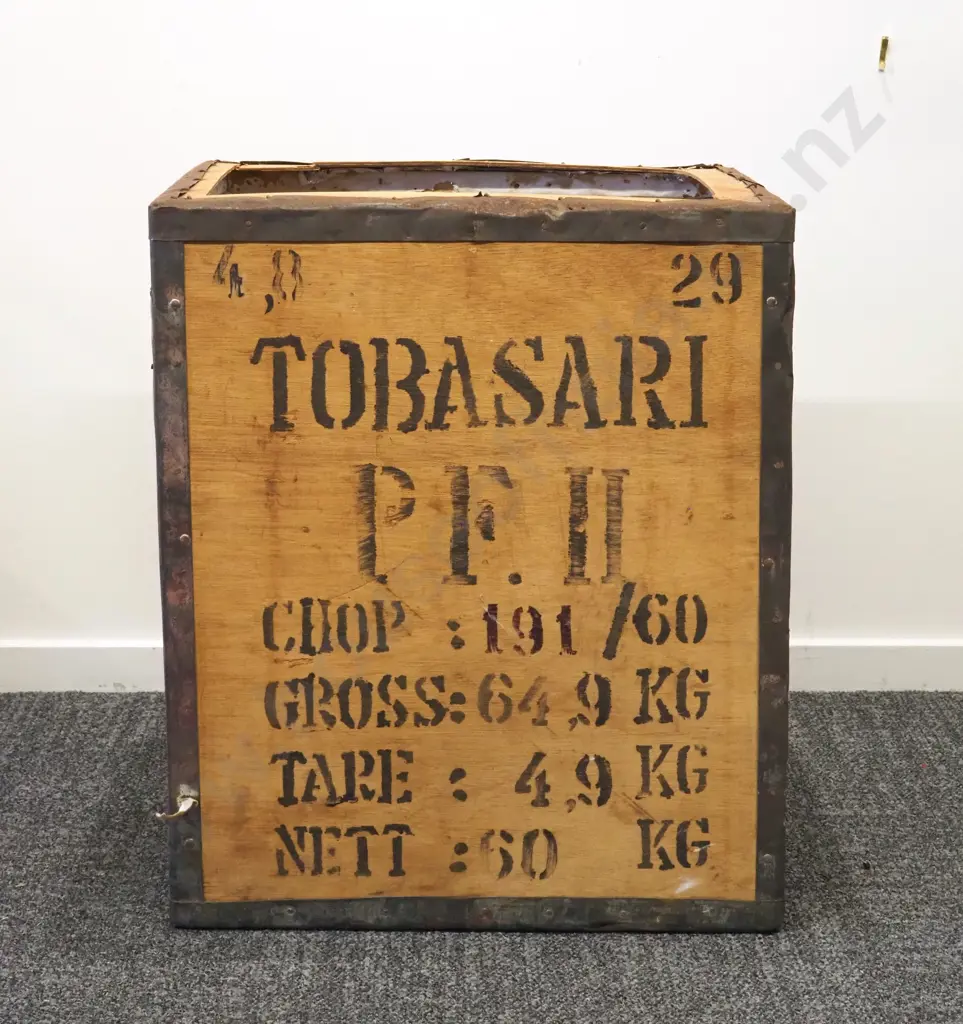 4,8 29
TOBASARI
P.F. II
CHOP : 191 /60
GROSS: 64,9 KG
TARE : 4,9 KG
NETT : 60 KG
.nz